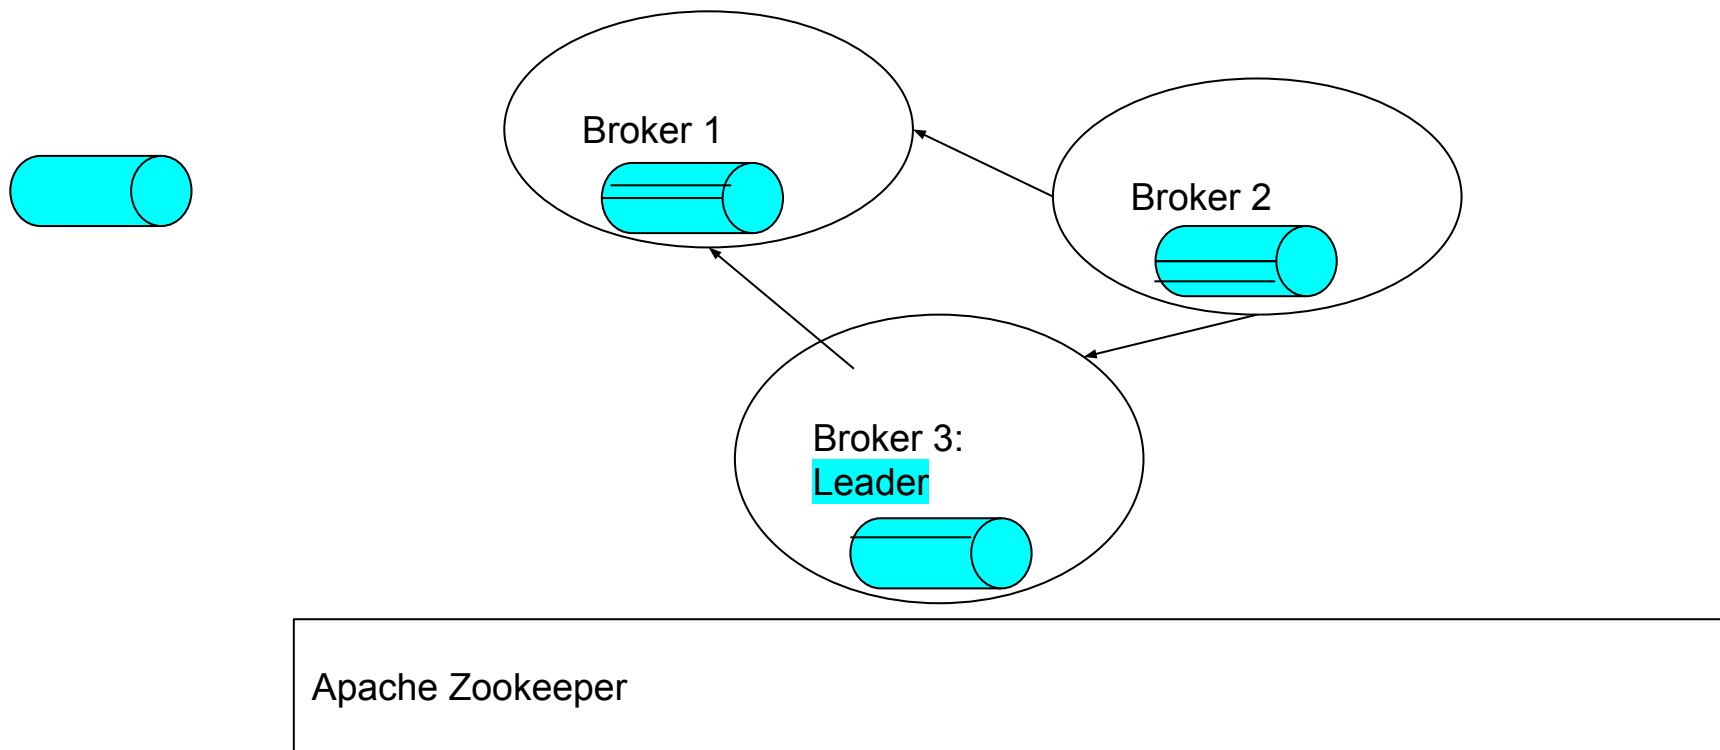 Broker 1
Broker 2
Broker 3:
Leader
Apache Zookeeper